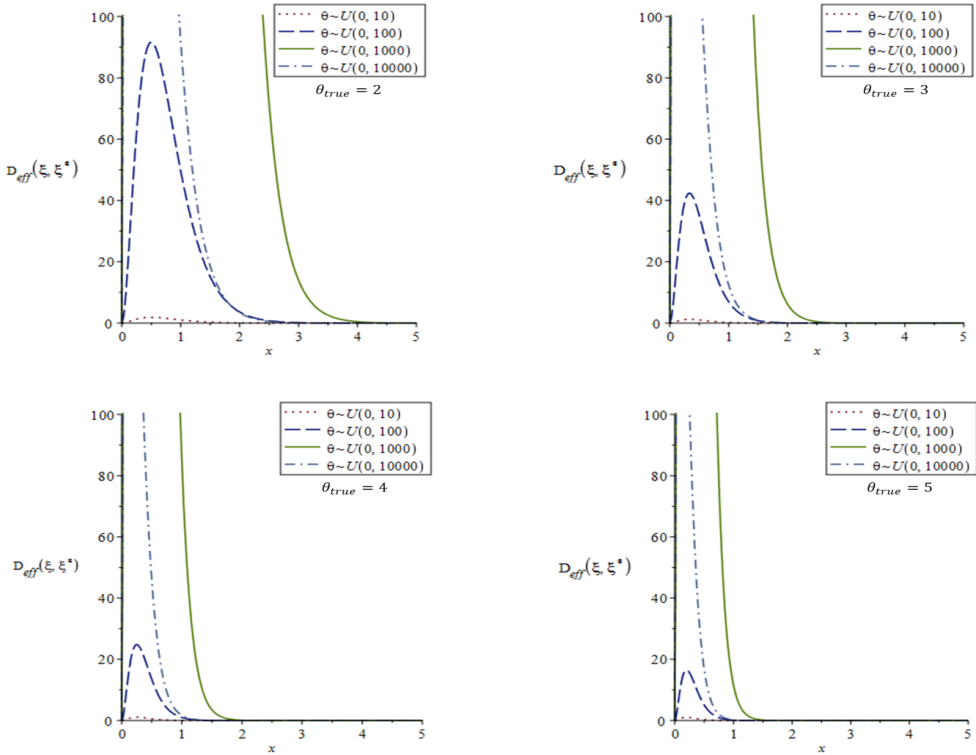 100
80
60
40
20
0
0
1
2
3
4
5
x
D_eff(ξ, ξ*)
θ~U(0, 10)
θ~U(0, 100)
θ~U(0, 1000)
θ~U(0, 10000)
θ_true = 2
100
80
60
40
20
0
0
1
2
3
4
5
x
D_eff(ξ, ξ*)
θ~U(0, 10)
θ~U(0, 100)
θ~U(0, 1000)
θ~U(0, 10000)
θ_true = 3
100
80
60
40
20
0
0
1
2
3
4
5
x
D_eff(ξ, ξ*)
θ~U(0, 10)
θ~U(0, 100)
θ~U(0, 1000)
θ~U(0, 10000)
θ_true = 4
100
80
60
40
20
0
0
1
2
3
4
5
x
D_eff(ξ, ξ*)
θ~U(0, 10)
θ~U(0, 100)
θ~U(0, 1000)
θ~U(0, 10000)
θ_true = 5